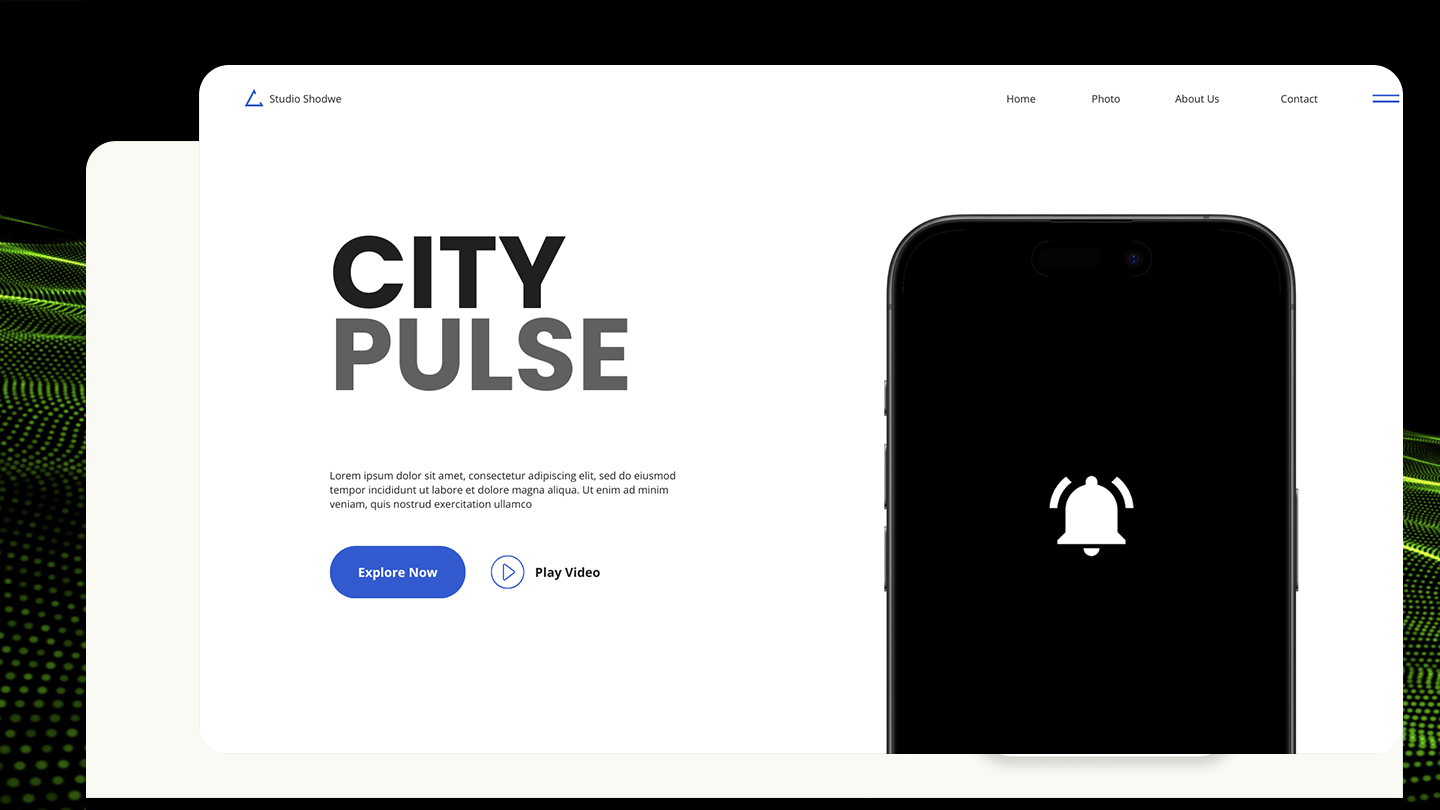 Studio Shodwe
Home
Photo
About Us
Contact
CITY
PULSE
Lorem ipsum dolor sit amet, consectetur adipiscing elit, sed do eiusmod
tempor incididunt ut labore et dolore magna aliqua. Ut enim ad minim
veniam, quis nostrud exercitation ullamco
Explore Now
Play Video